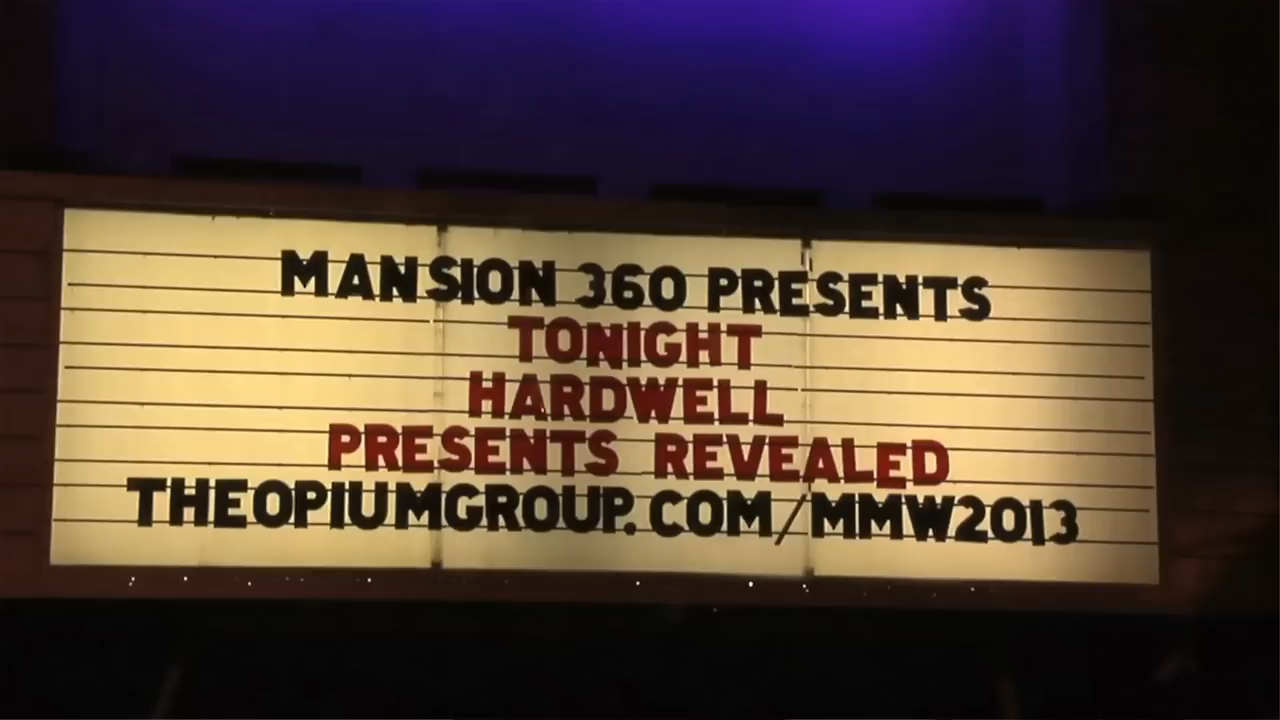 MANSION 360 PRESENTS
TONIGHT
HARDWELL
PRESENTS REVEALED
THEOPIUMGROUP.COM/MMW2013